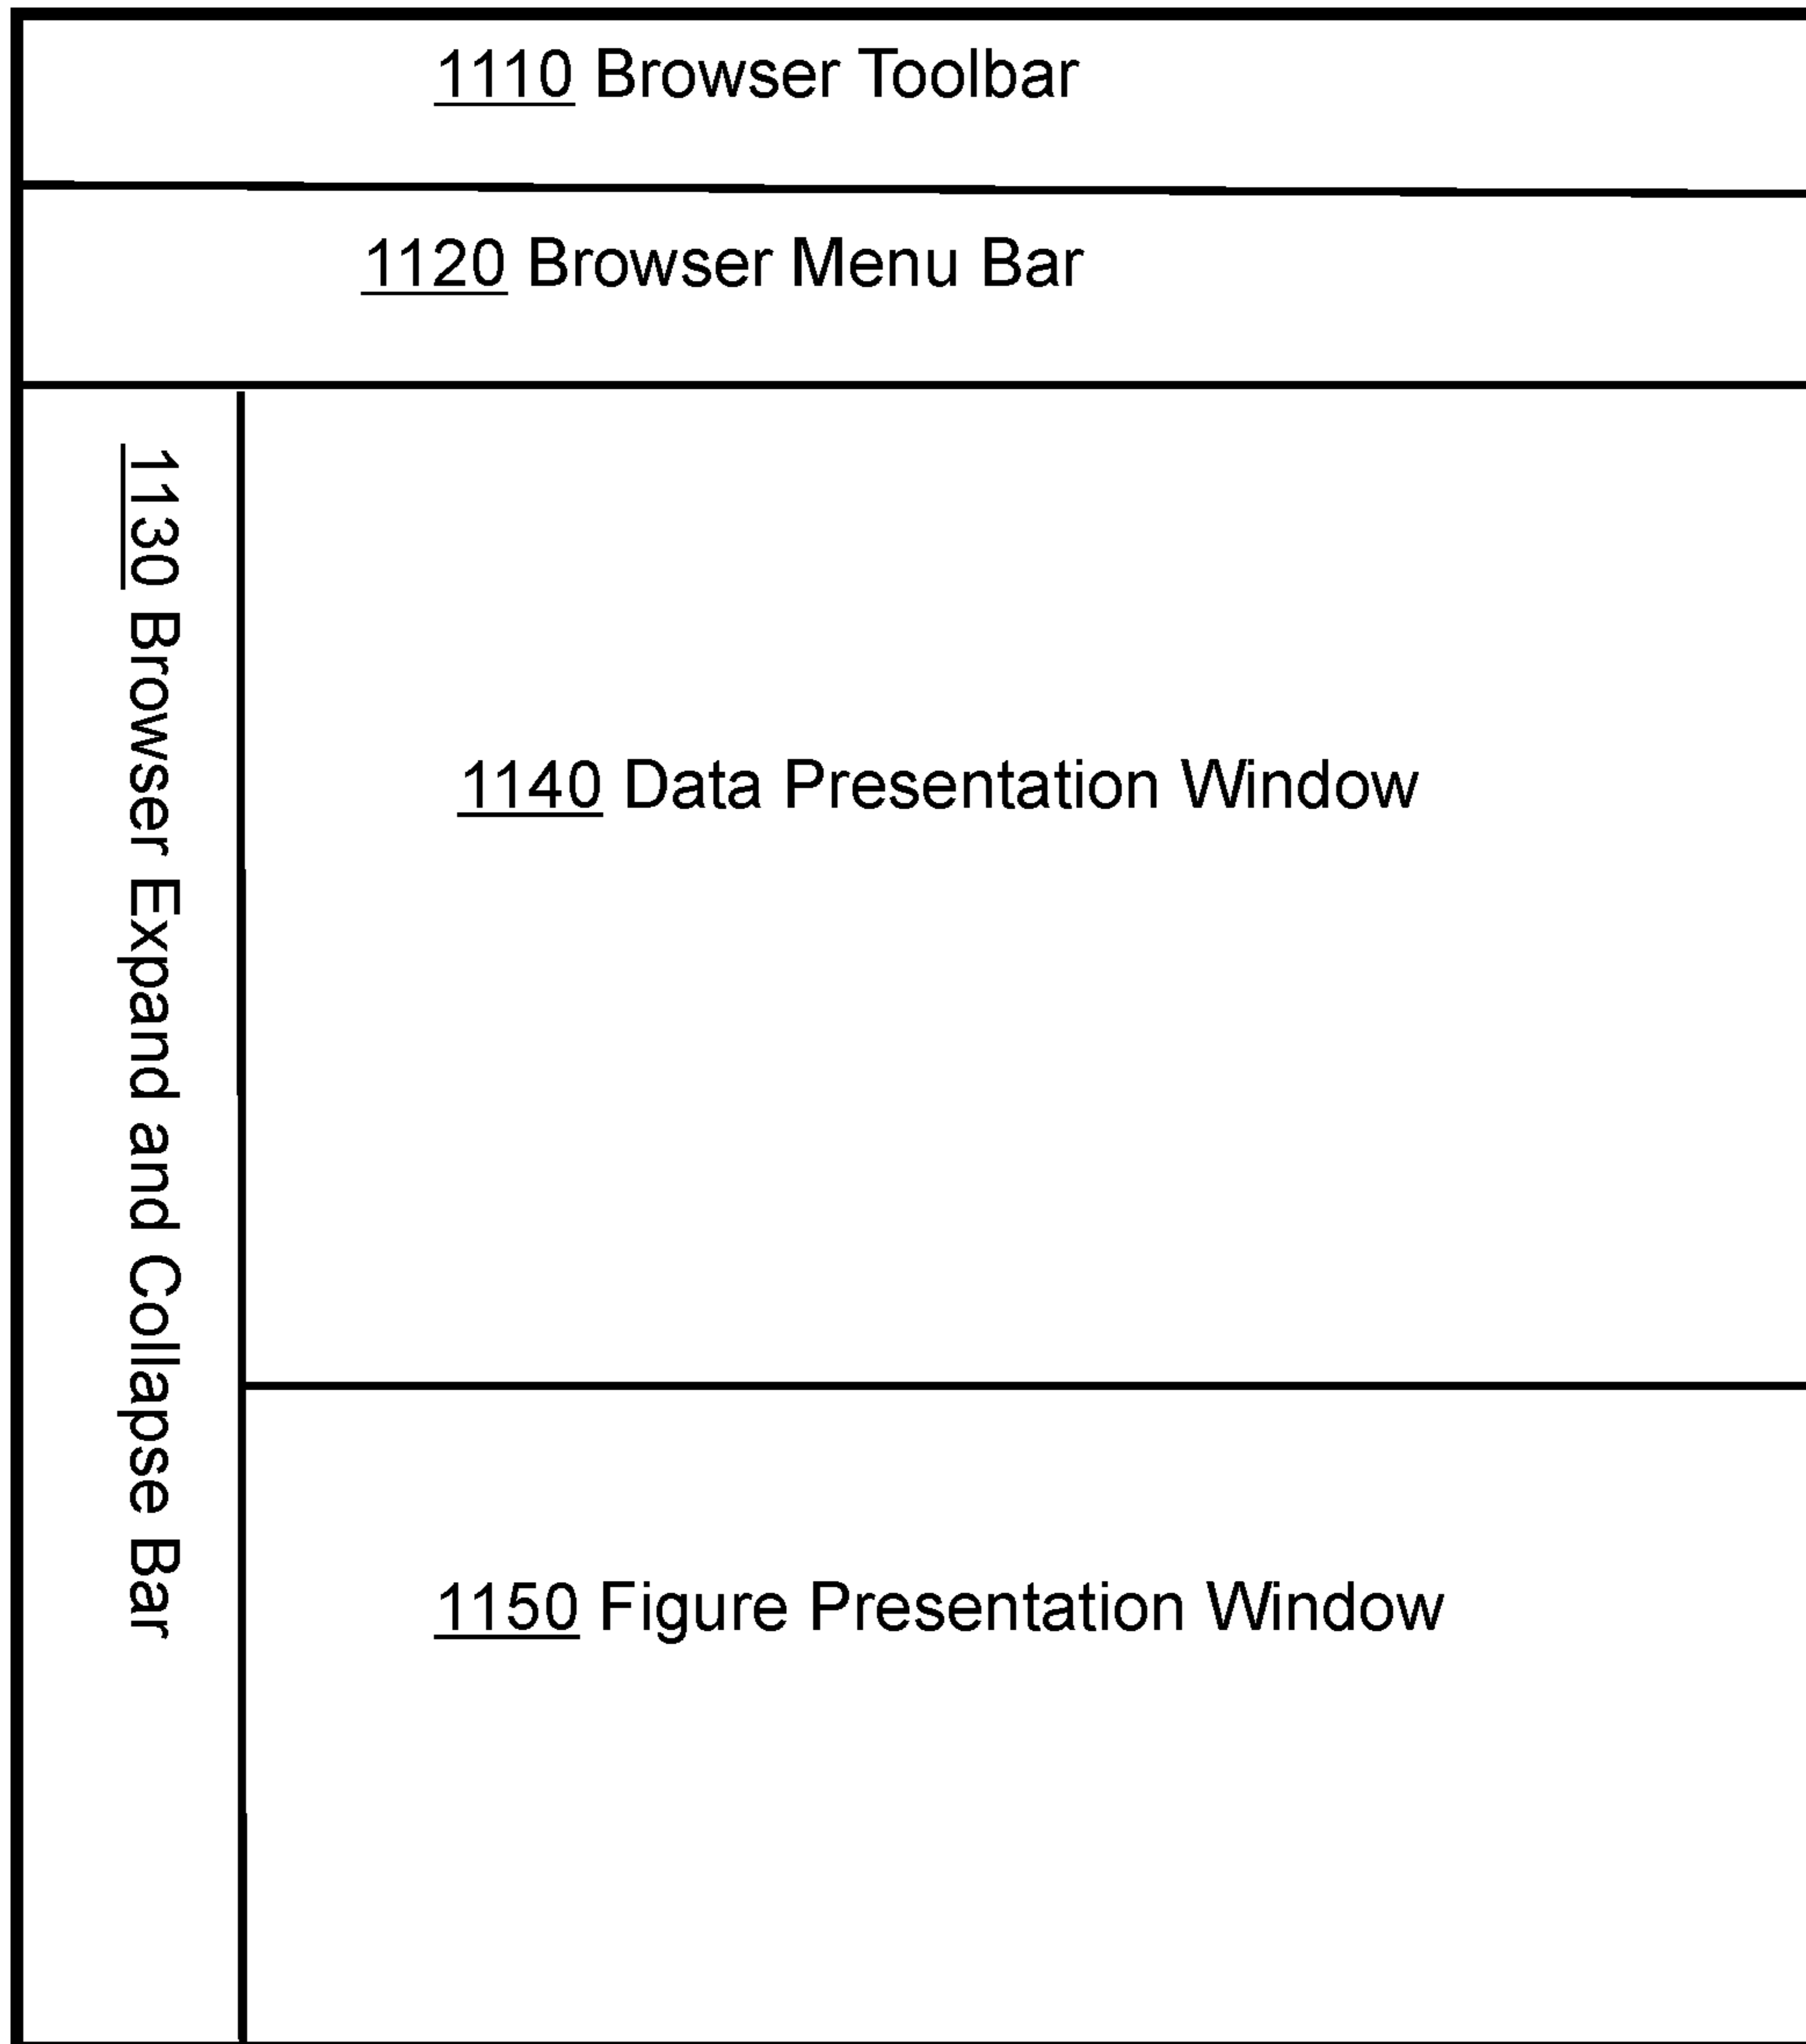 1110 Browser Toolbar
1120 Browser Menu Bar
1130 Browser Expand and Collapse Bar
1140 Data Presentation Window
1150 Figure Presentation Window